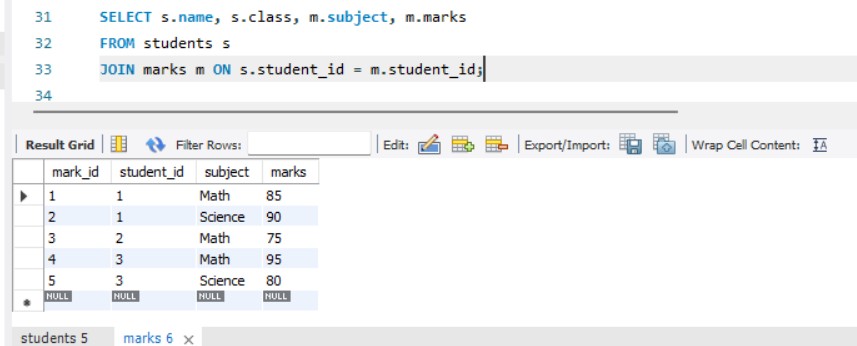 31 SELECT s.name, s.class, m.subject, m.marks
32 FROM students s
33 JOIN marks m ON s.student_id = m.student_id;
34
Result Grid Filter Rows: Edit: Export/Import: Wrap Cell Content: IA
mark_id student_id subject marks
1 1 Math 85
2 1 Science 90
3 2 Math 75
4 3 Math 95
5 3 Science 80
NULL NULL NULL NULL
students 5 marks 6